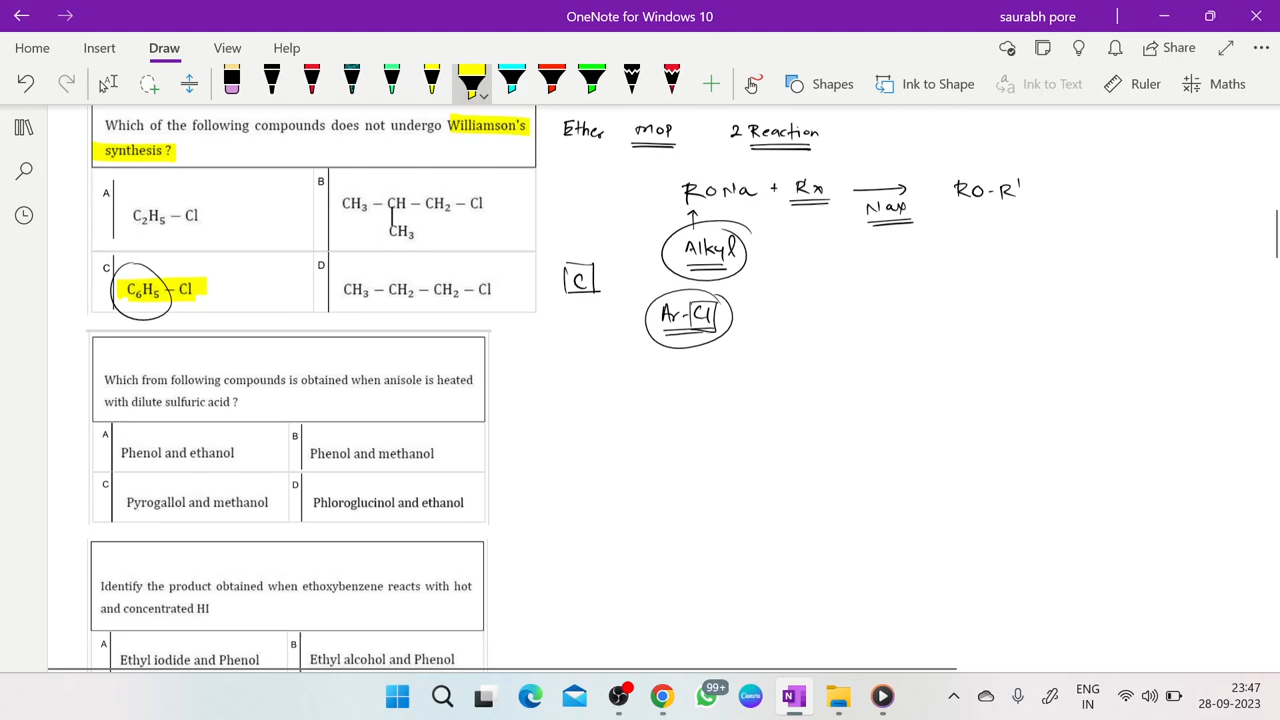 OneNote for Windows 10
saurabh pore
Home Insert Draw View Help
Share
Shapes Ink to Shape Ink to Text Ruler Maths
Which of the following compounds does not undergo Williamson's
synthesis ?
A
C₂H₅ − Cl
B
CH₃ − CH − CH₂ − Cl
CH₃
C
C₆H₅ − Cl
D
CH₃ − CH₂ − CH₂ − Cl
Ether MOP 2 Reaction
RONa + R'x → RO-R'
Nax
Alkyl
C
Ar-Cl
Which from following compounds is obtained when anisole is heated
with dilute sulfuric acid ?
A
Phenol and ethanol
B
Phenol and methanol
C
Pyrogallol and methanol
D
Phloroglucinol and ethanol
Identify the product obtained when ethoxybenzene reacts with hot
and concentrated HI
A
Ethyl iodide and Phenol
B
Ethyl alcohol and Phenol
99+
Canva
ENG
IN
23:47
28-09-2023